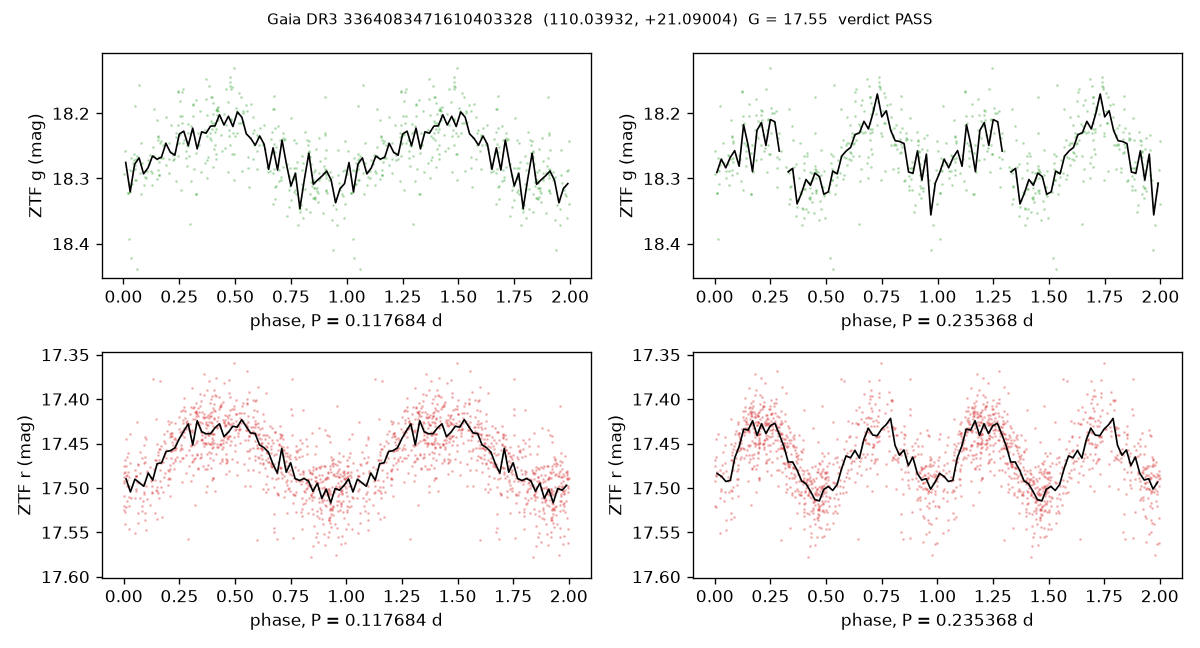 Gaia DR3 3364083471610403328 (110.03932, +21.09004) G = 17.55 verdict PASS
ZTF g (mag)
18.2
18.3
18.4
0.00 0.25 0.50 0.75 1.00 1.25 1.50 1.75 2.00
phase, P = 0.117684 d
ZTF g (mag)
18.2
18.3
18.4
0.00 0.25 0.50 0.75 1.00 1.25 1.50 1.75 2.00
phase, P = 0.235368 d
ZTF r (mag)
17.35
17.40
17.45
17.50
17.55
17.60
0.00 0.25 0.50 0.75 1.00 1.25 1.50 1.75 2.00
phase, P = 0.117684 d
ZTF r (mag)
17.35
17.40
17.45
17.50
17.55
17.60
0.00 0.25 0.50 0.75 1.00 1.25 1.50 1.75 2.00
phase, P = 0.235368 d